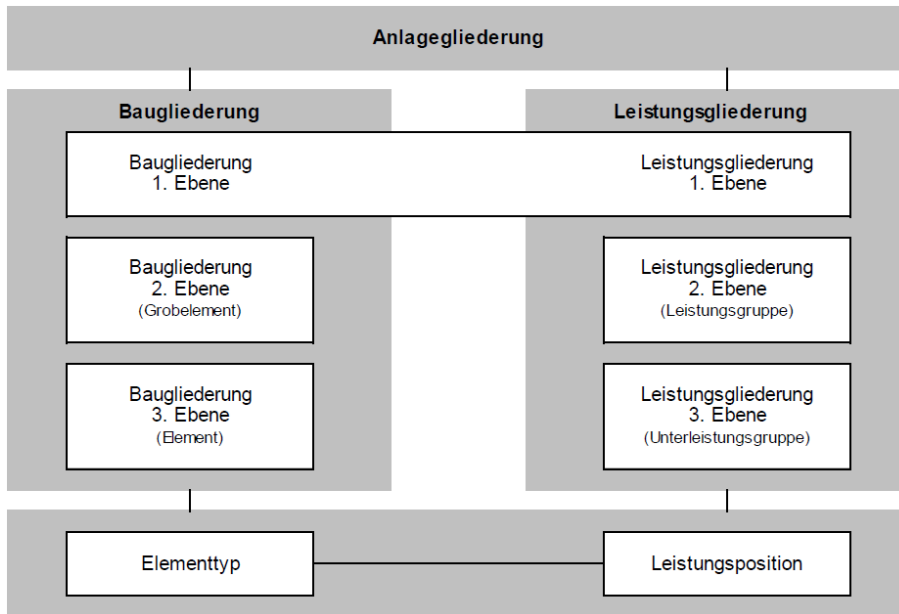 Anlagegliederung
Baugliederung
Leistungsgliederung
Baugliederung
1. Ebene
Leistungsgliederung
1. Ebene
Baugliederung
2. Ebene
(Grobelement)
Leistungsgliederung
2. Ebene
(Leistungsgruppe)
Baugliederung
3. Ebene
(Element)
Leistungsgliederung
3. Ebene
(Unterleistungsgruppe)
Elementtyp
Leistungsposition